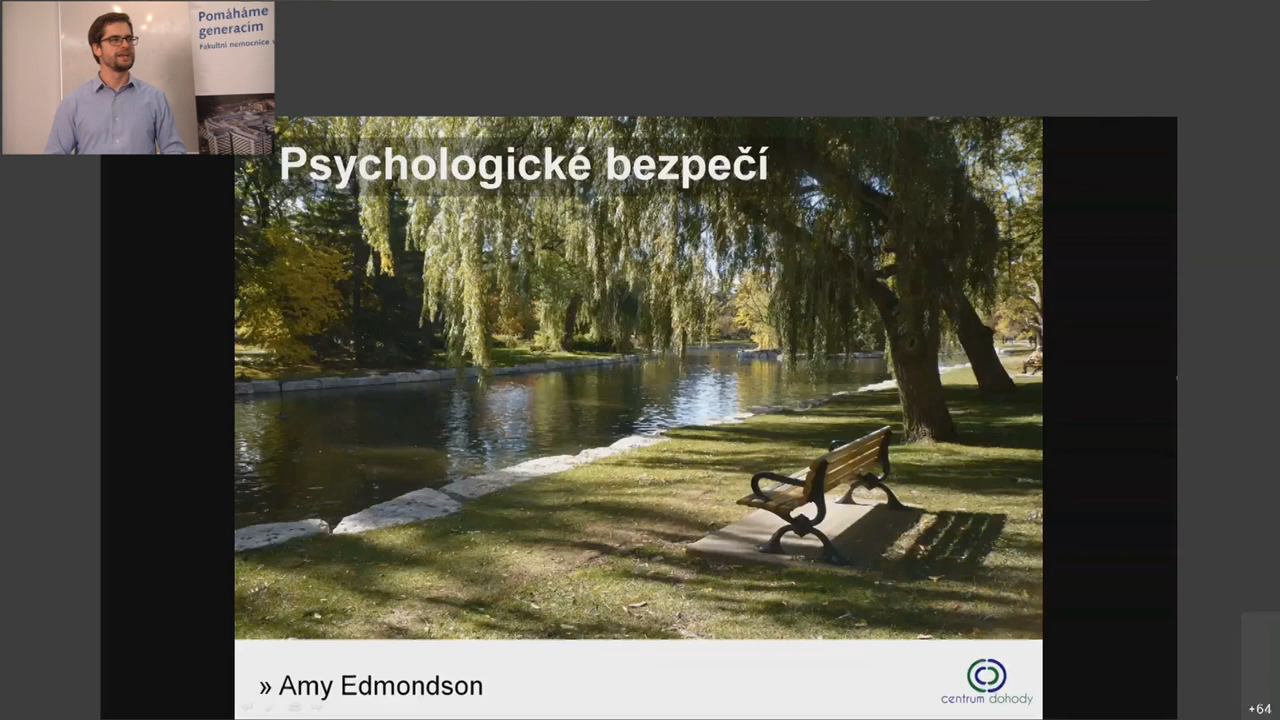 Pomáháme
generacím
Fakultní nemocnice
Psychologické bezpečí
» Amy Edmondson
centrum dohody
+64